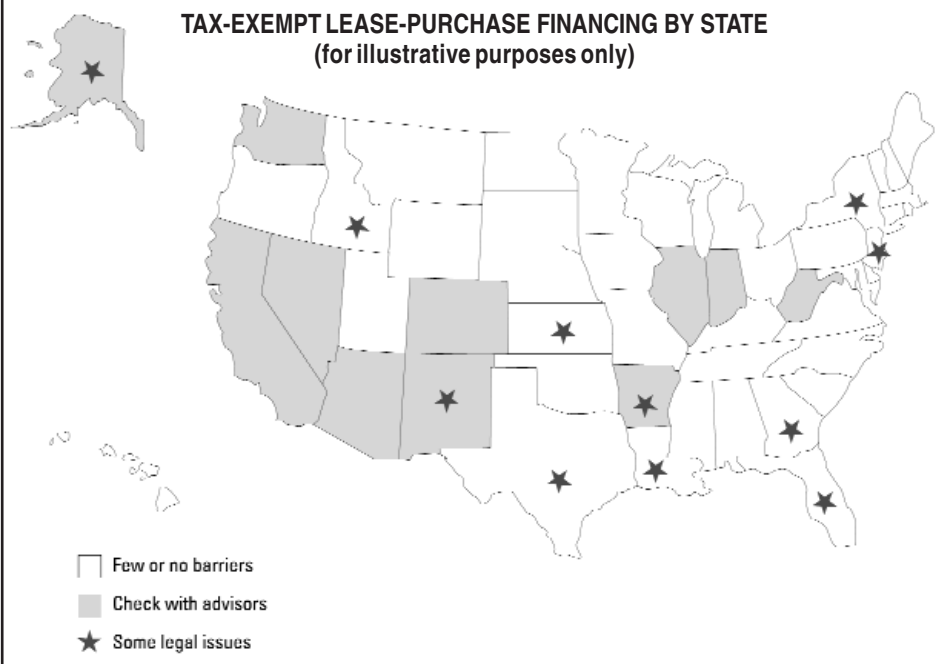 TAX-EXEMPT LEASE-PURCHASE FINANCING BY STATE
(for illustrative purposes only)
Few or no barriers
Check with advisors
Some legal issues